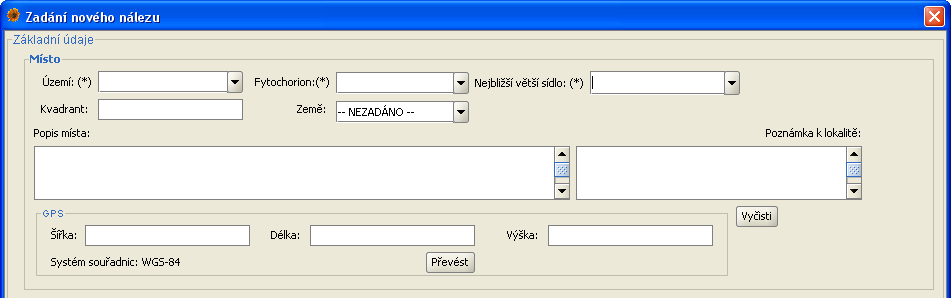 Zadání nového nálezu
Základní údaje
Místo
Území: (*) Fytochorion:(*) Nejbližší větší sídlo: (*)
Kvadrant: Země: -- NEZADÁNO --
Popis místa: Poznámka k lokalitě:
GPS Vyčisti
Šířka: Délka: Výška:
Systém souřadnic: WGS-84 Převést